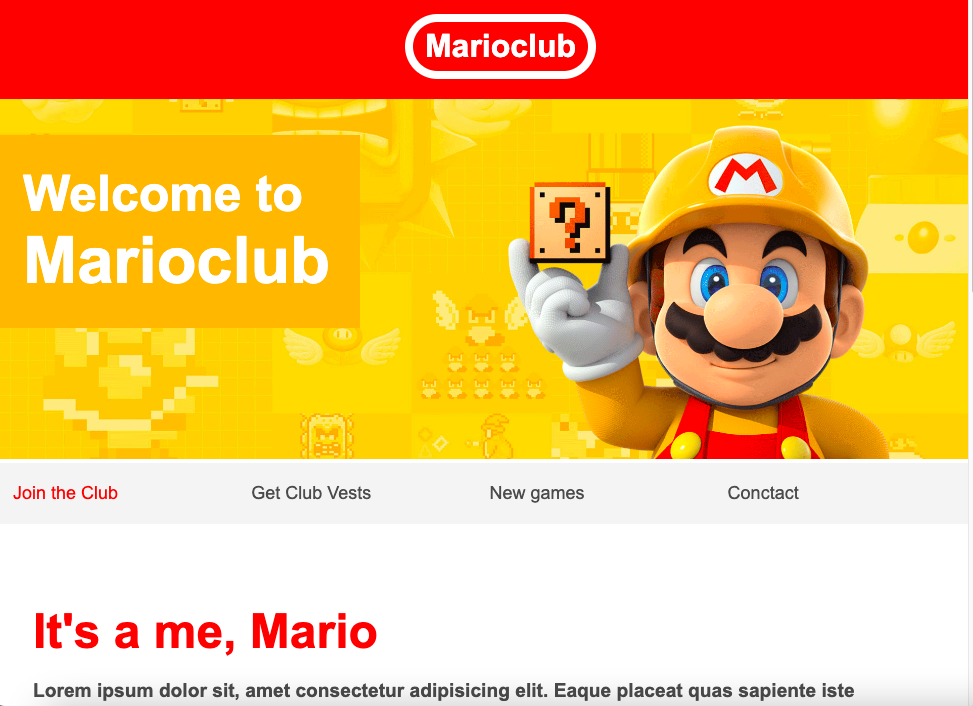 Marioclub
Welcome to
Marioclub
M
?
Join the Club
Get Club Vests
New games
Conctact
It's a me, Mario
Lorem ipsum dolor sit, amet consectetur adipisicing elit. Eaque placeat quas sapiente iste